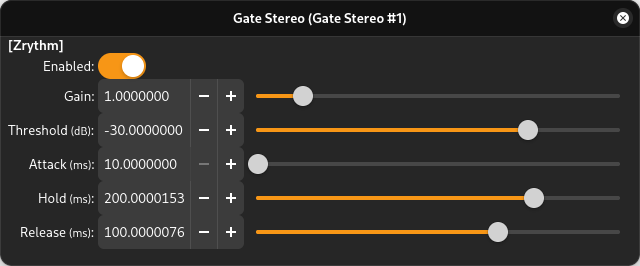 Gate Stereo (Gate Stereo #1)
[Zrythm]
Enabled:
Gain: 1.0000000
Threshold (dB): -30.0000000
Attack (ms): 10.0000000
Hold (ms): 200.0000153
Release (ms): 100.0000076